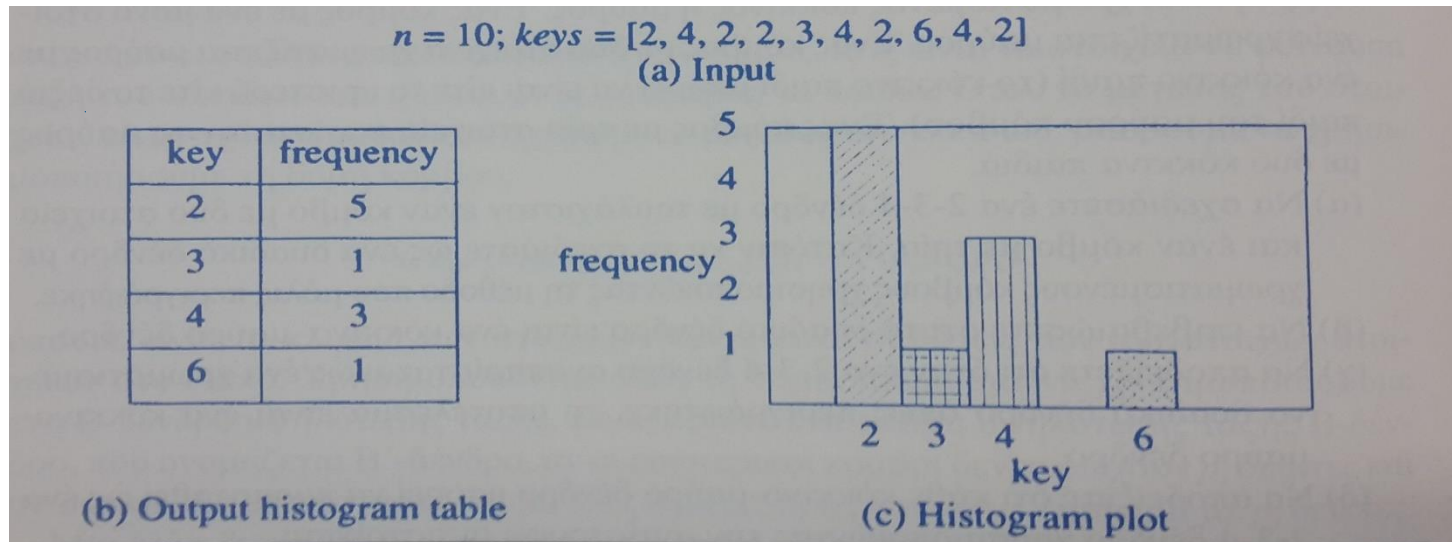 n = 10; keys = [2, 4, 2, 2, 3, 4, 2, 6, 4, 2]
(a) Input
key frequency
2 5
3 1
4 3
6 1
(b) Output histogram table
5
4
3
frequency
2
1
2 3 4 6
key
(c) Histogram plot